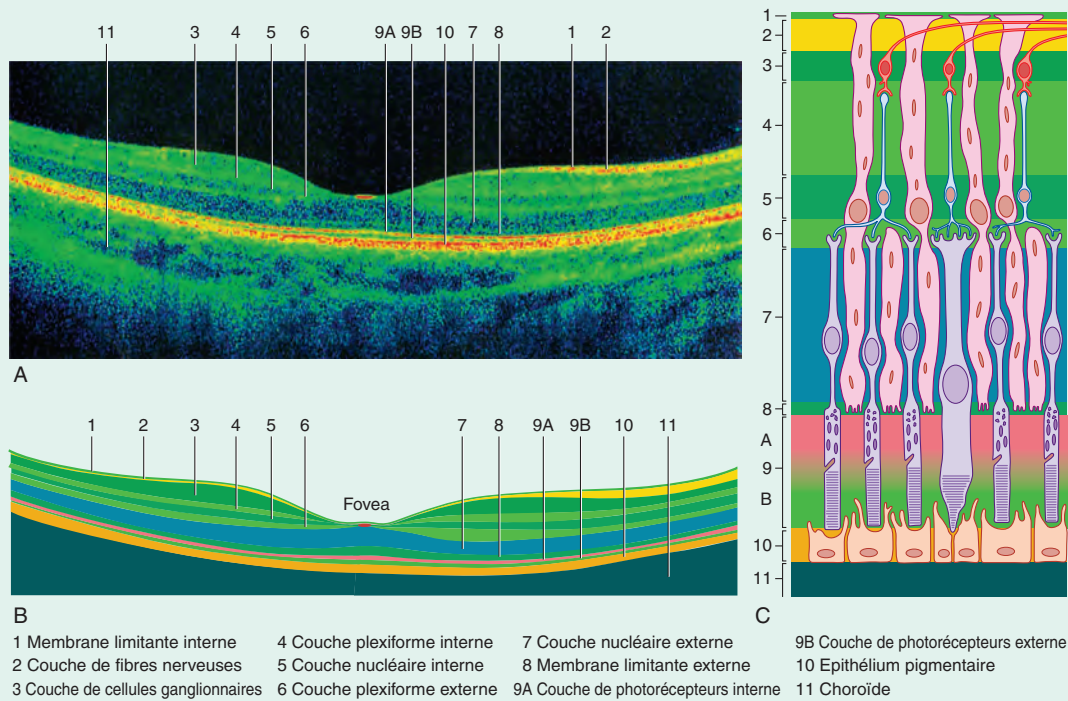 11 3 4 5 6 9A 9B 10 7 8 1 2
A
1 2 3 4 5 6 7 8 9A 9B 10 11
Fovea
B
C
1
2
3
4
5
6
7
8
A
9
B
10
11
1 Membrane limitante interne
2 Couche de fibres nerveuses
3 Couche de cellules ganglionnaires
4 Couche plexiforme interne
5 Couche nucléaire interne
6 Couche plexiforme externe
7 Couche nucléaire externe
8 Membrane limitante externe
9A Couche de photorécepteurs interne
9B Couche de photorécepteurs externe
10 Epithélium pigmentaire
11 Choroïde